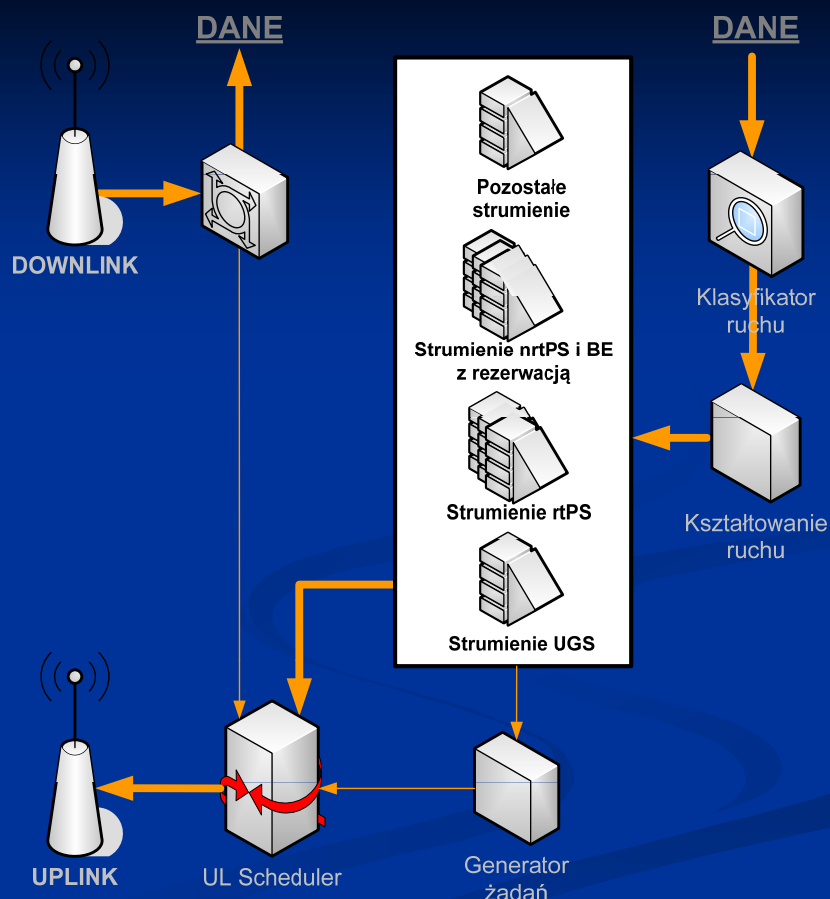 DANE
DANE
DOWNLINK
Pozostałe
strumienie
Klasyfikator
ruchu
Strumienie nrtPS i BE
z rezerwacją
Strumienie rtPS
Kształtowanie
ruchu
Strumienie UGS
UPLINK
UL Scheduler
Generator
żądań